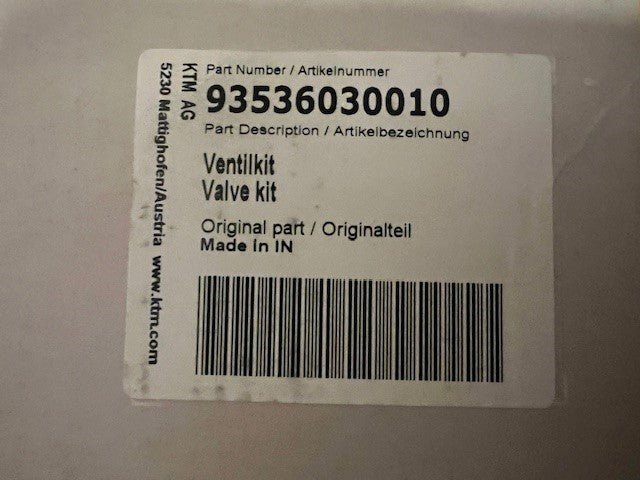 KTM AG
5230 Mattighofen/Austria www.ktm.com
Part Number / Artikelnummer
93536030010
Part Description / Artikelbezeichnung
Ventilkit
Valve kit
Original part / Originalteil
Made In IN